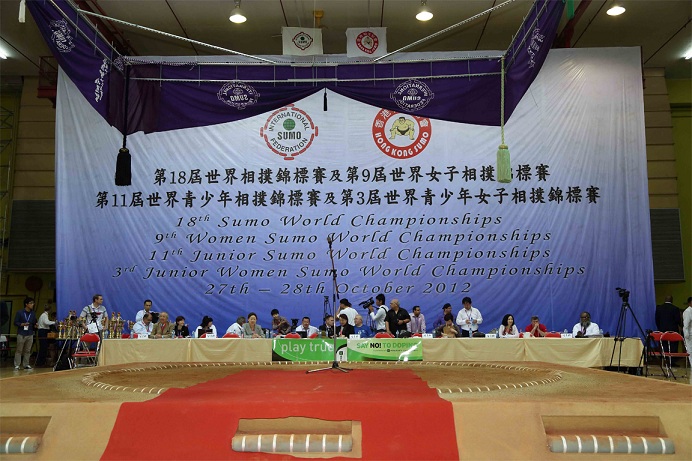 INTERNATIONAL
SUMO
FEDERATION
HONG KONG SUMO
第18屆世界相撲錦標賽及第9屆世界女子相撲錦標賽
第11屆世界青少年相撲錦標賽及第3屆世界青少年女子相撲錦標賽
18th Sumo World Championships
9th Women Sumo World Championships
11th Junior Sumo World Championships
3rd Junior Women Sumo World Championships
27th – 28th October 2012
play true
SAY NO! TO DOPING